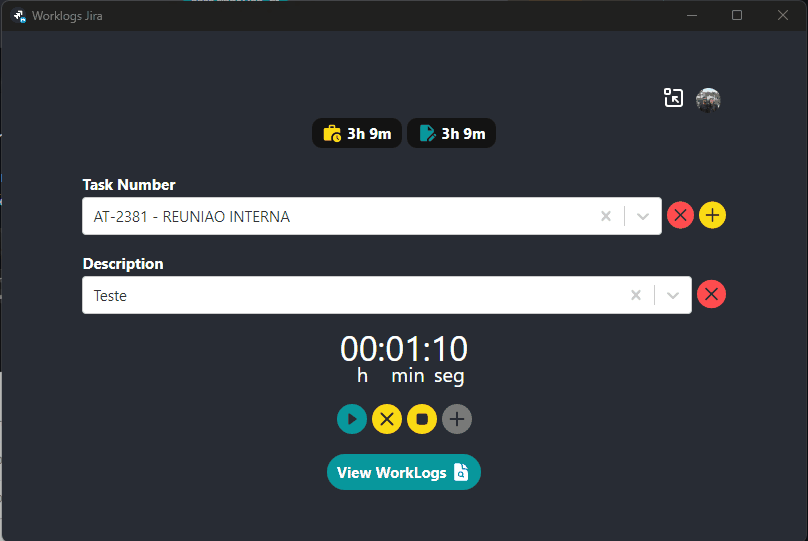 Worklogs Jira
3h 9m 3h 9m
Task Number
AT-2381 - REUNIAO INTERNA
Description
Teste
00:01:10
h min seg
View WorkLogs